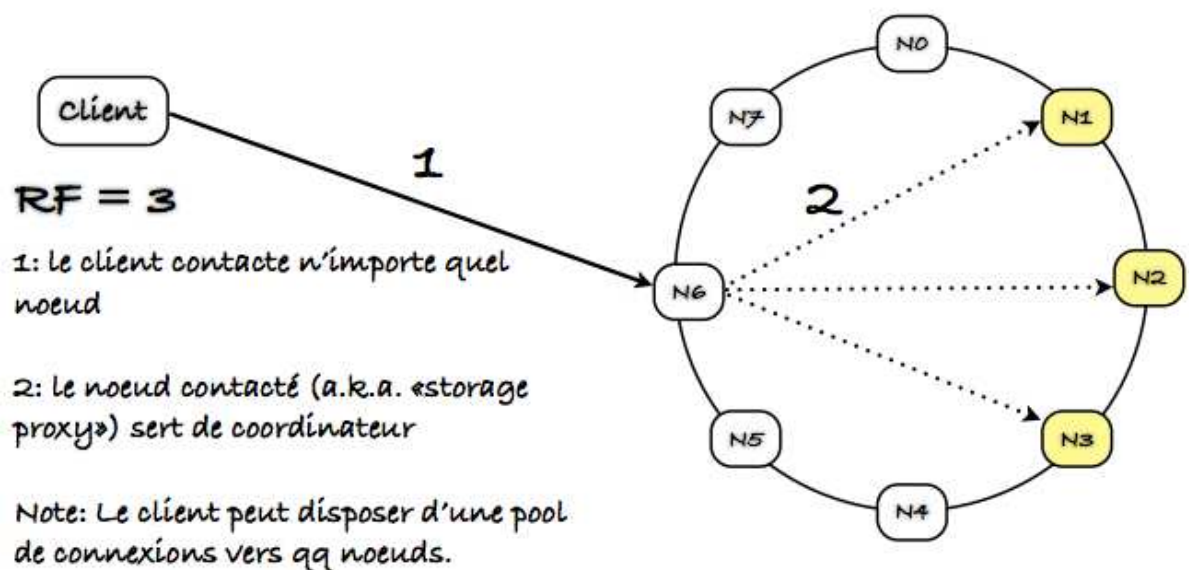 Client
RF = 3
1: le client contacte n'importe quel
noeud
2: le noeud contacté (a.k.a. «storage
proxy») sert de coordinateur
Note: Le client peut disposer d'une pool
de connexions vers qq noeuds.
1
2
N0
N1
N2
N3
N4
N5
N6
N7